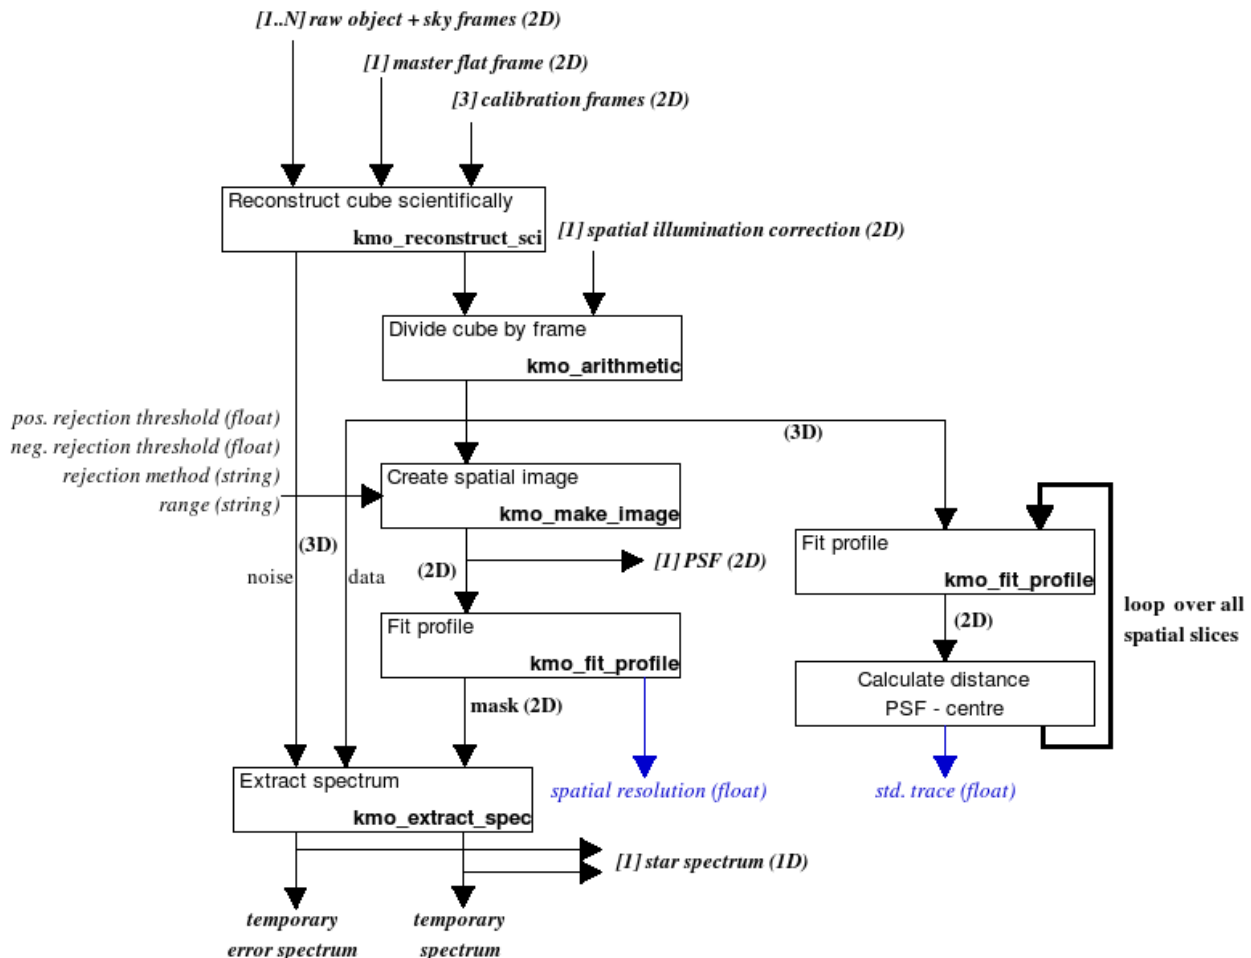 [1..N] raw object + sky frames (2D)
[1] master flat frame (2D)
[3] calibration frames (2D)
Reconstruct cube scientifically
kmo_reconstruct_sci
[1] spatial illumination correction (2D)
Divide cube by frame
kmo_arithmetic
pos. rejection threshold (float)
neg. rejection threshold (float)
rejection method (string)
range (string)
(3D)
Create spatial image
kmo_make_image
Fit profile
kmo_fit_profile
(3D)
noise
data
(2D)
[1] PSF (2D)
loop over all
spatial slices
(2D)
Fit profile
kmo_fit_profile
Calculate distance
PSF - centre
mask (2D)
Extract spectrum
kmo_extract_spec
spatial resolution (float)
std. trace (float)
[1] star spectrum (1D)
temporary
error spectrum
temporary
spectrum